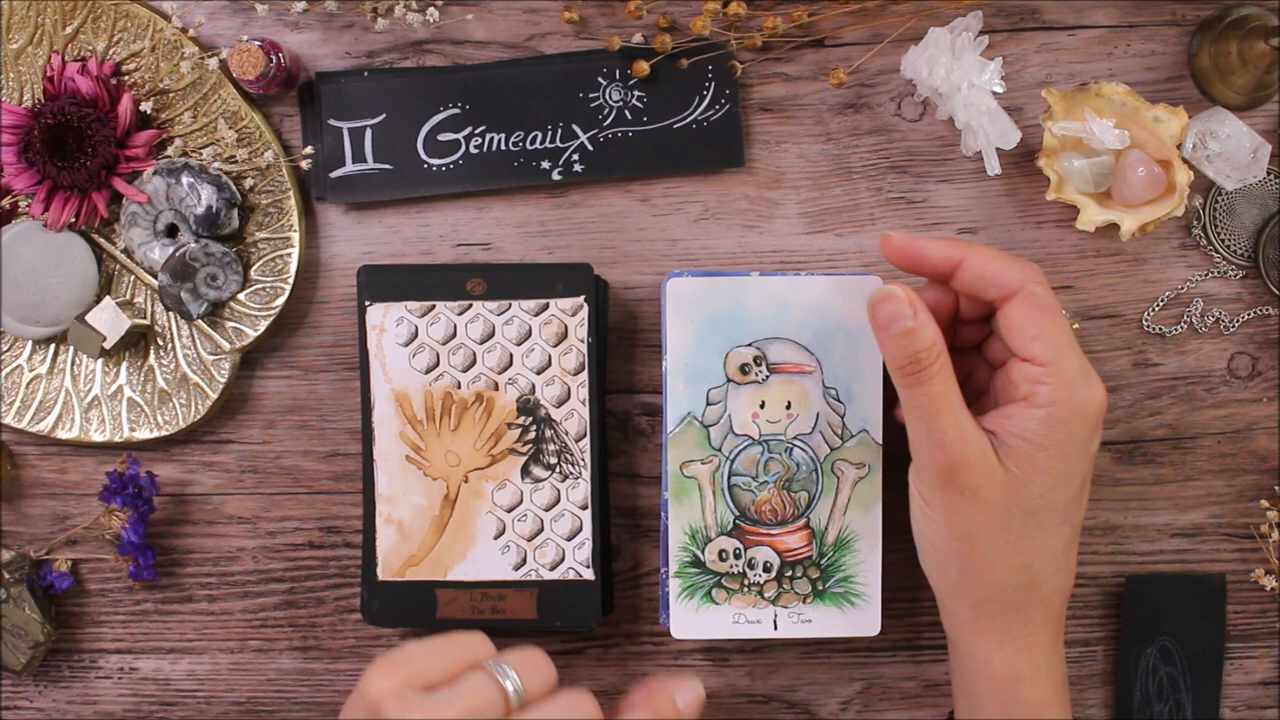 ♊ Gémeaux
L'Abeille
- The Bee -
Deux | Two